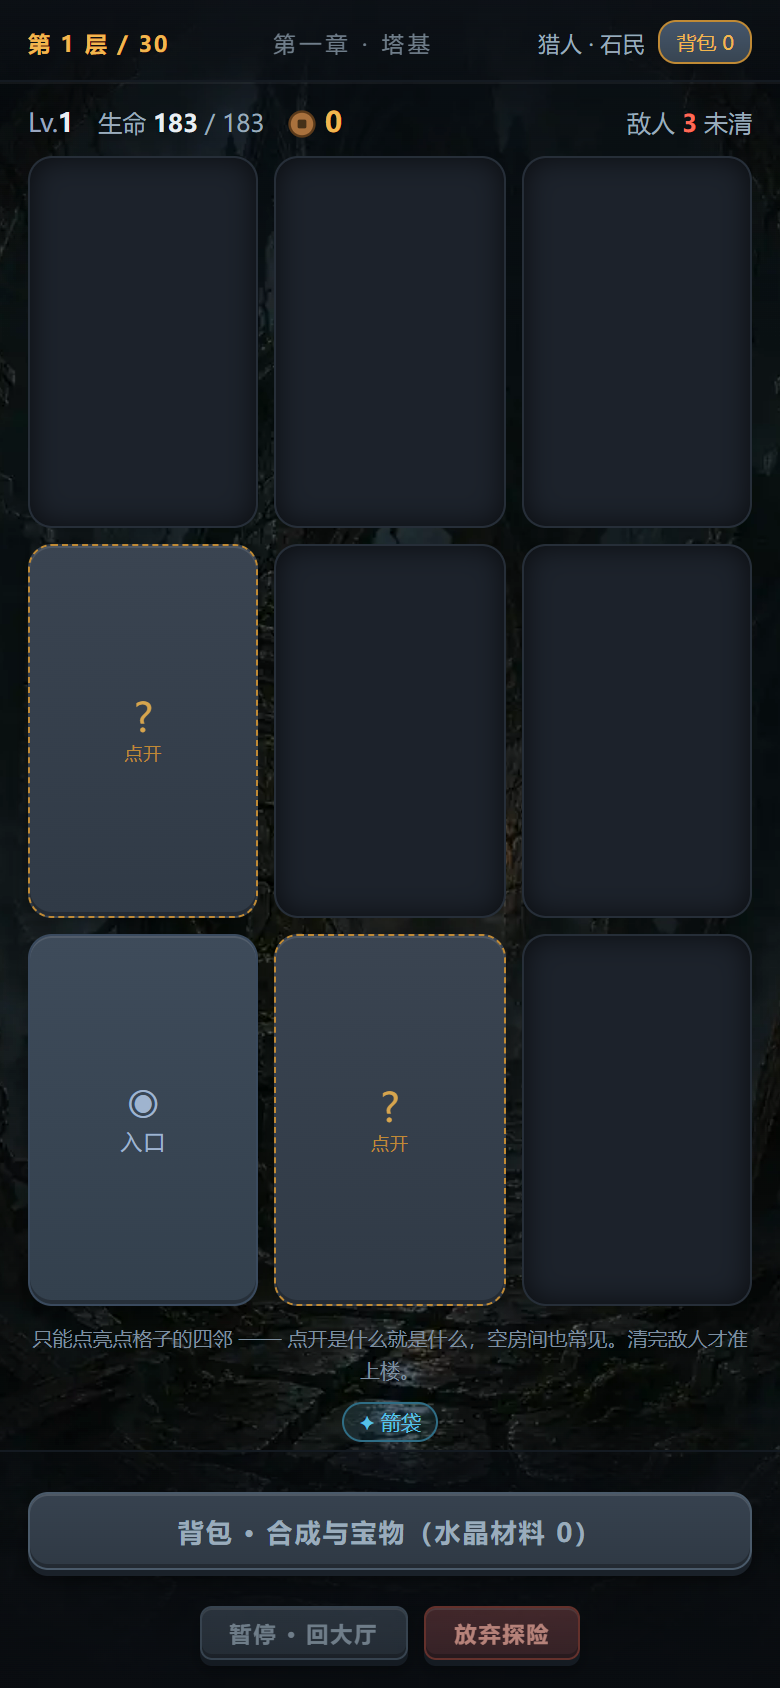 第 1 层 / 30 第一章 · 塔基 猎人 · 石民 背包 0
Lv.1 生命 183 / 183 0 敌人 3 未清
?
点开
入口
?
点开
只能点亮点格子的四邻 —— 点开是什么就是什么，空房间也常见。清完敌人才准
上楼。
✦ 箭袋
背包 · 合成与宝物（水晶材料 0）
暂停 · 回大厅 放弃探险